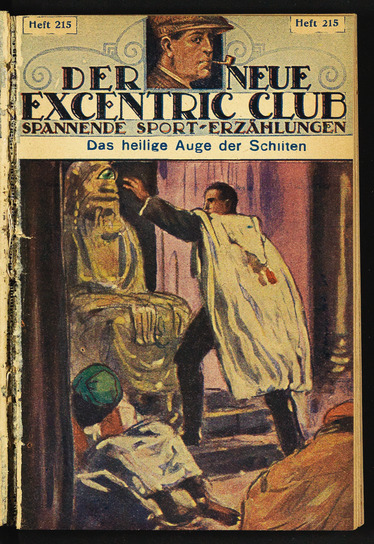 Heft 215
Heft 215
DER NEUE
EXCENTRIC CLUB
SPANNENDE SPORT-ERZÄHLUNGEN
Das heilige Auge der Schiiten